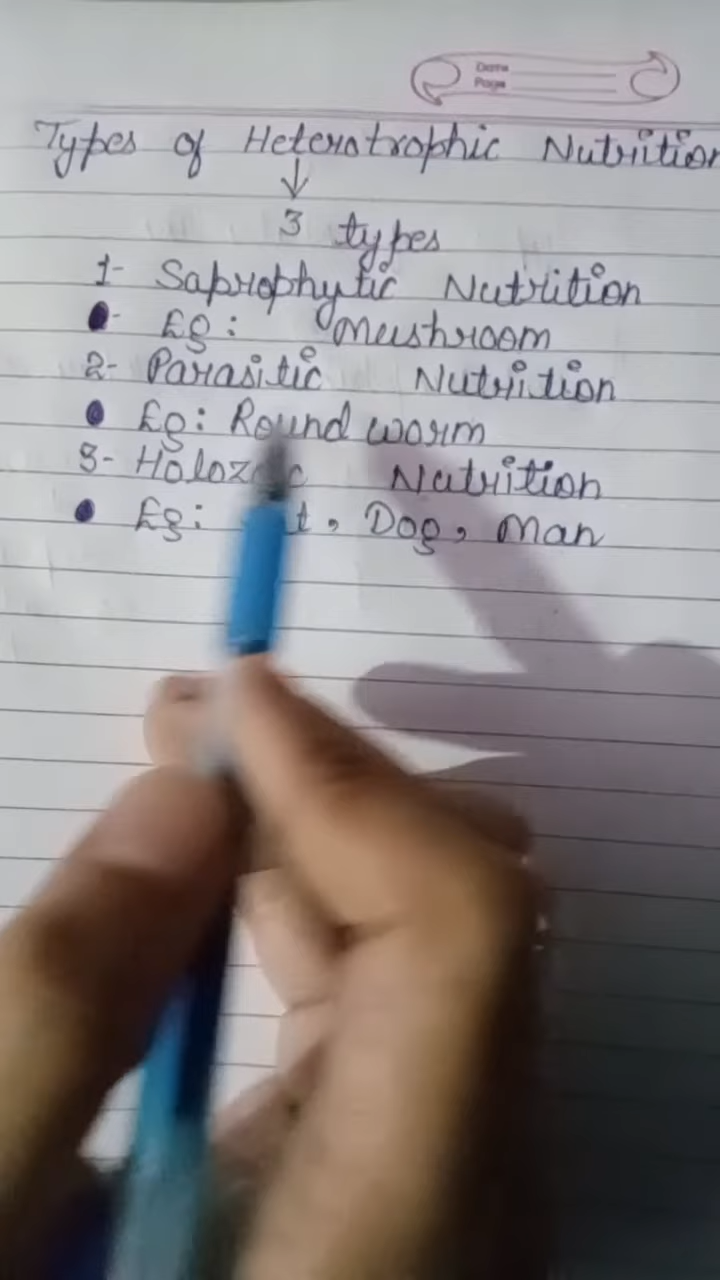 Date
Page
Types of Heterotrophic Nutrition
↓
3 types
1- Saprophytic Nutrition
Eg: Mushroom
2- Parasitic Nutrition
Eg: Round worm
3- Nutrition
Eg: , Dog, Man